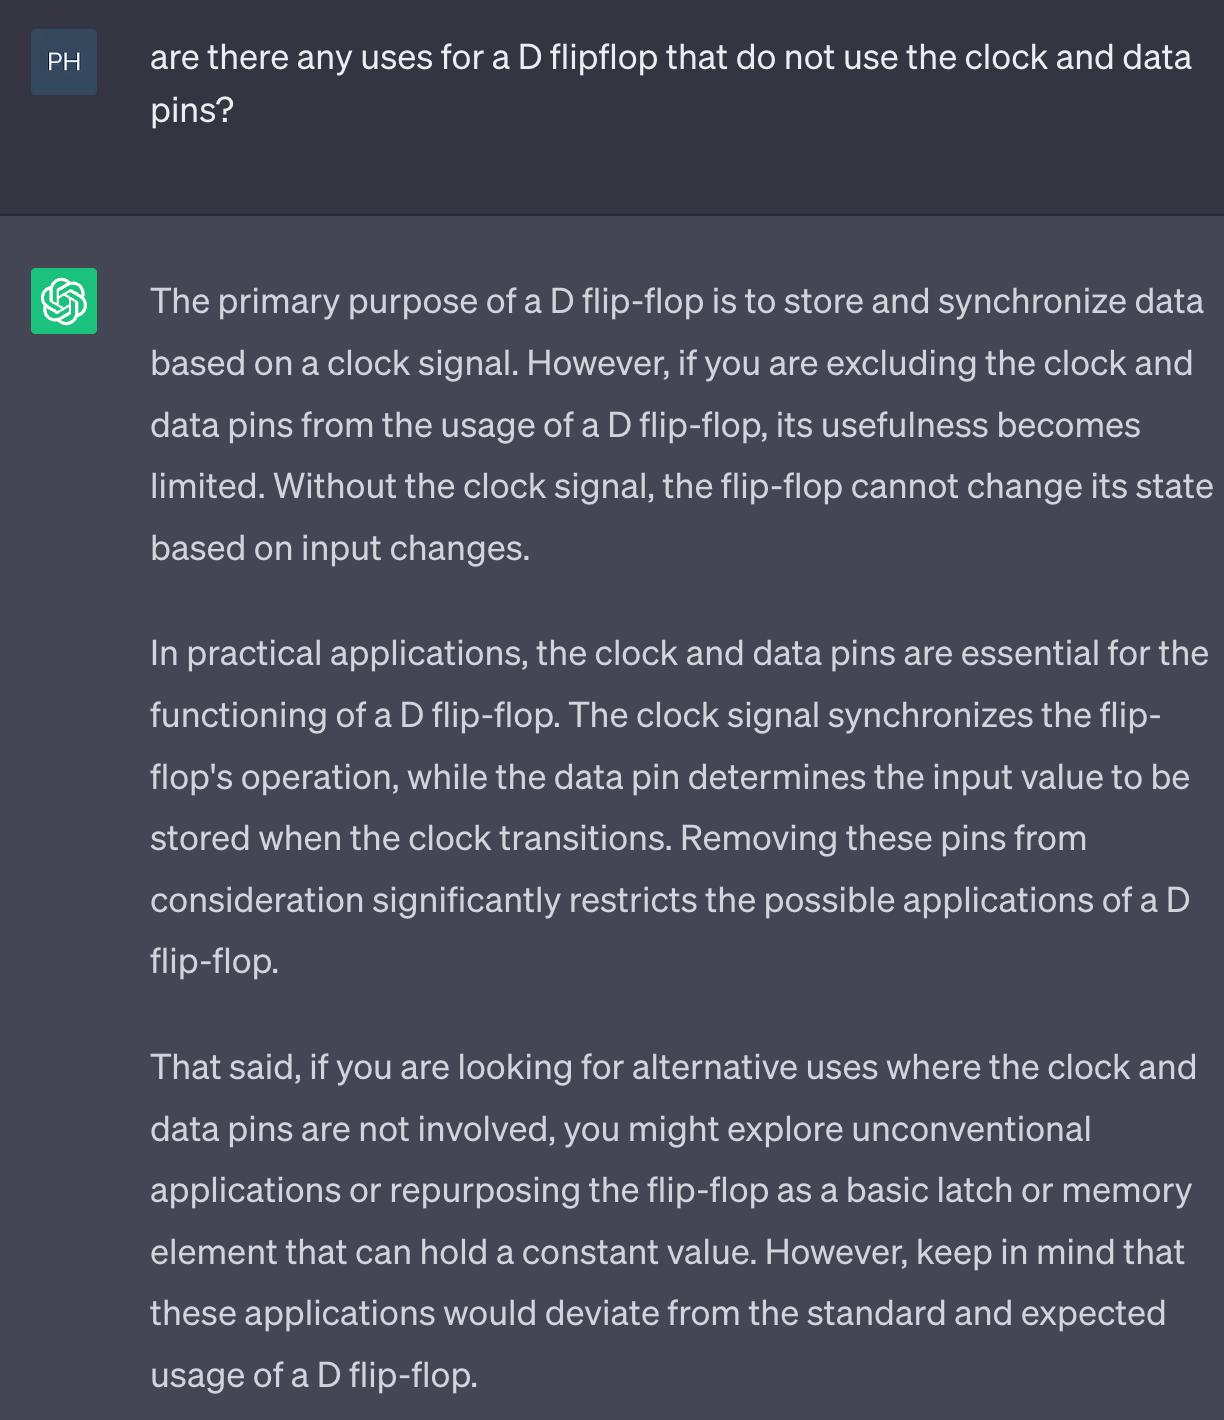 PH
are there any uses for a D flipflop that do not use the clock and data
pins?
The primary purpose of a D flip-flop is to store and synchronize data
based on a clock signal. However, if you are excluding the clock and
data pins from the usage of a D flip-flop, its usefulness becomes
limited. Without the clock signal, the flip-flop cannot change its state
based on input changes.
In practical applications, the clock and data pins are essential for the
functioning of a D flip-flop. The clock signal synchronizes the flip-
flop's operation, while the data pin determines the input value to be
stored when the clock transitions. Removing these pins from
consideration significantly restricts the possible applications of a D
flip-flop.
That said, if you are looking for alternative uses where the clock and
data pins are not involved, you might explore unconventional
applications or repurposing the flip-flop as a basic latch or memory
element that can hold a constant value. However, keep in mind that
these applications would deviate from the standard and expected
usage of a D flip-flop.